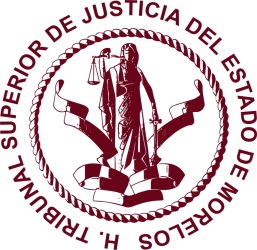 H. TRIBUNAL SUPERIOR DE JUSTICIA DEL ESTADO DE MORELOS